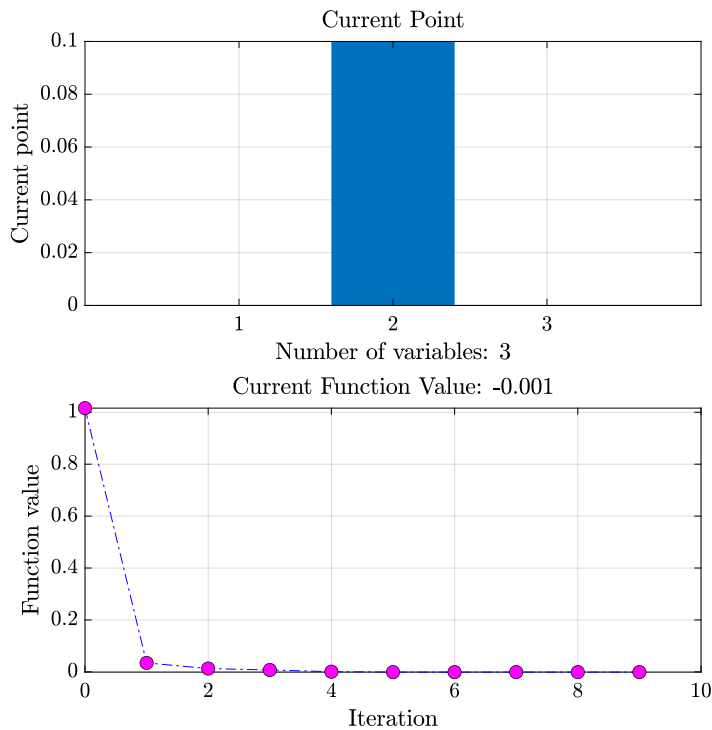 Current Point
Current point
0.1
0.08
0.06
0.04
0.02
0
1 2 3
Number of variables: 3
Current Function Value: -0.001
Function value
1
0.8
0.6
0.4
0.2
0
0 2 4 6 8 10
Iteration